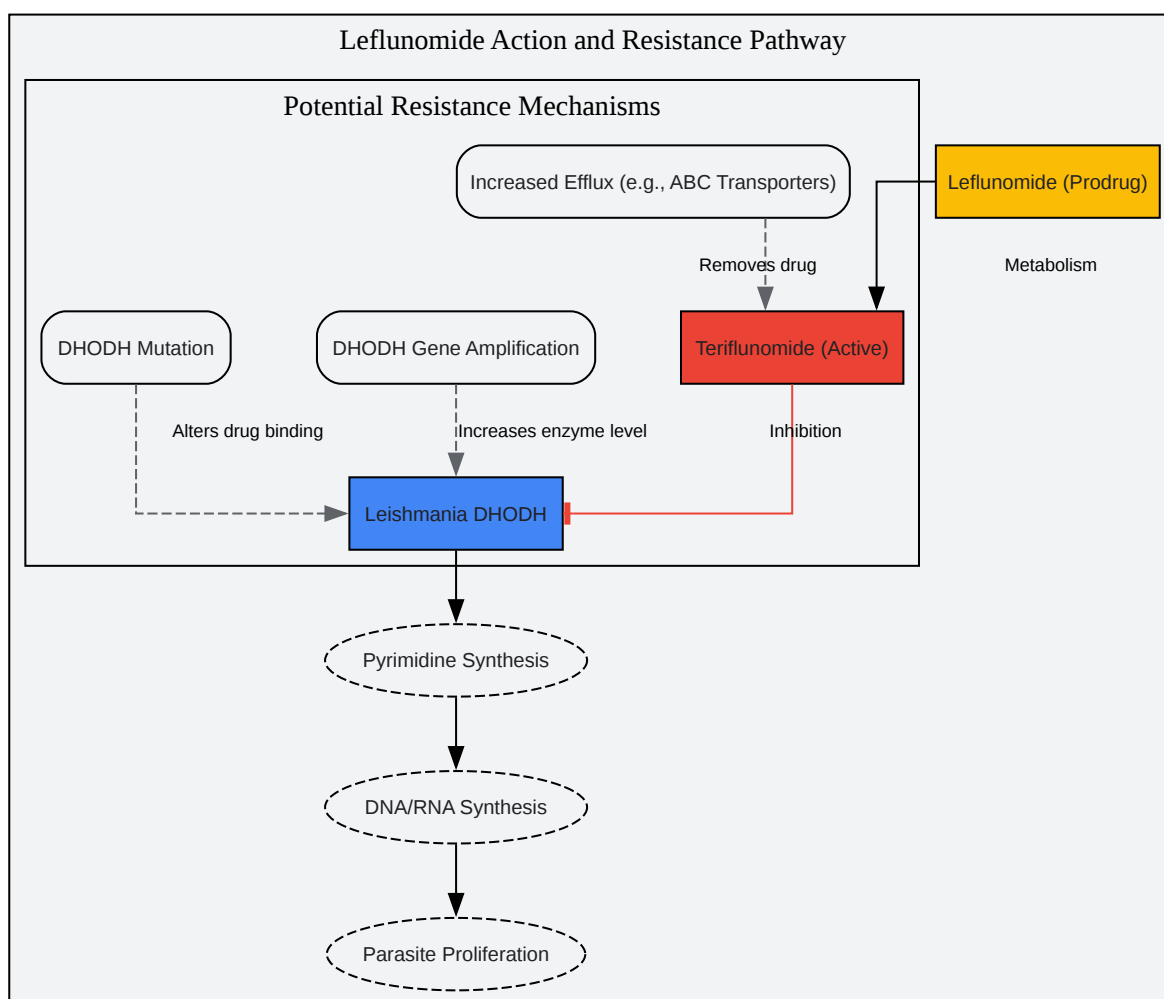 Leflunomide Action and Resistance Pathway
Potential Resistance Mechanisms
Increased Efflux (e.g., ABC Transporters)
Leflunomide (Prodrug)
Removes drug
Metabolism
DHODH Mutation
DHODH Gene Amplification
Teriflunomide (Active)
Alters drug binding
Increases enzyme level
Inhibition
Leishmania DHODH
Pyrimidine Synthesis
DNA/RNA Synthesis
Parasite Proliferation